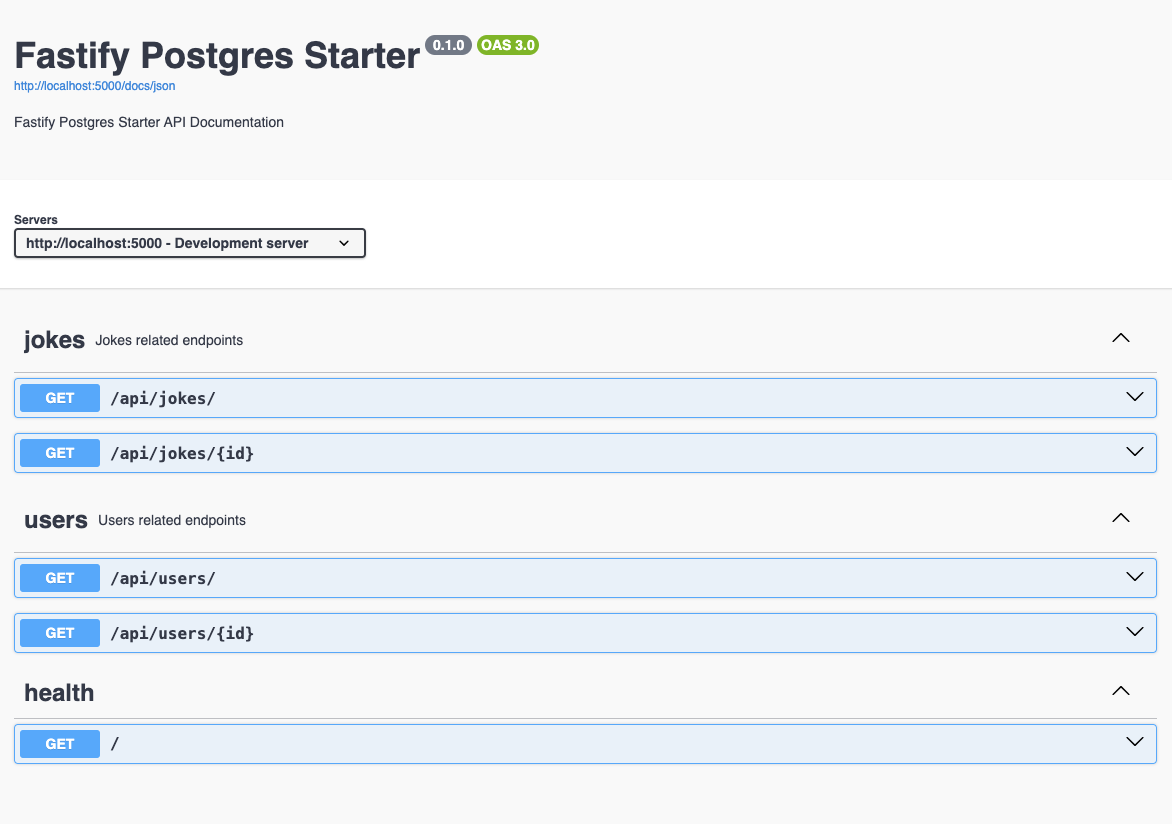 Fastify Postgres Starter 0.1.0 OAS 3.0
http://localhost:5000/docs/json
Fastify Postgres Starter API Documentation
Servers
http://localhost:5000 - Development server
jokes Jokes related endpoints
GET /api/jokes/
GET /api/jokes/{id}
users Users related endpoints
GET /api/users/
GET /api/users/{id}
health
GET /